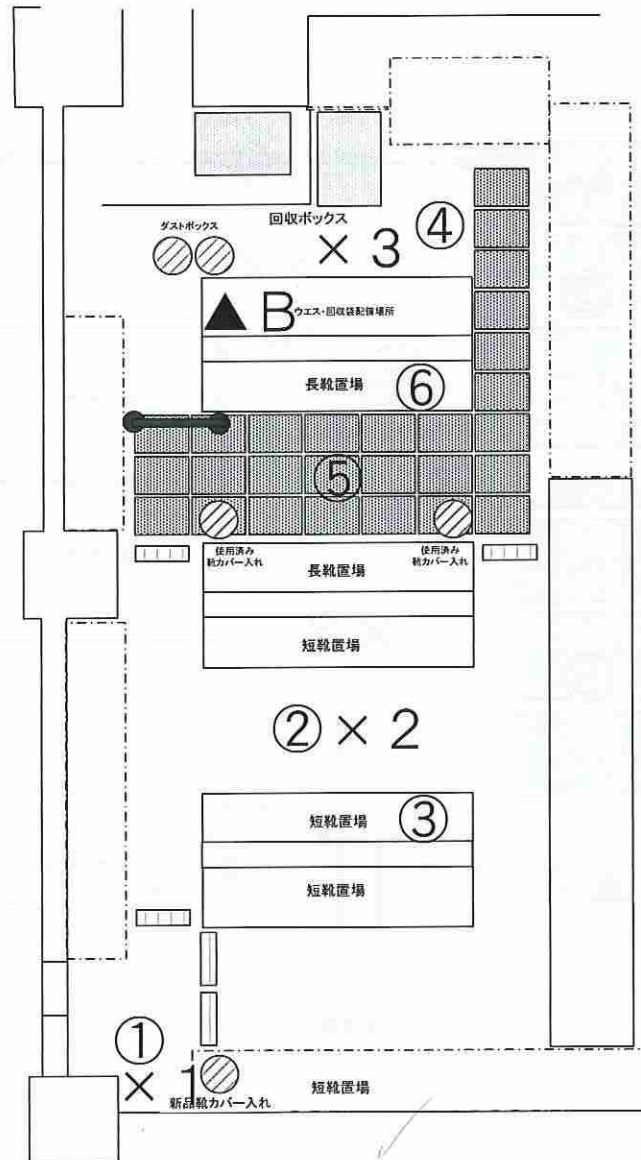 回収ボックス
ダストボックス
④
× 3
▲ B ウエス・回収袋配備場所
長靴置場
⑥
⑤
使用済み
靴カバー入れ
使用済み
靴カバー入れ
長靴置場
短靴置場
② × 2
短靴置場
③
短靴置場
①
× 1
新品靴カバー入れ
短靴置場